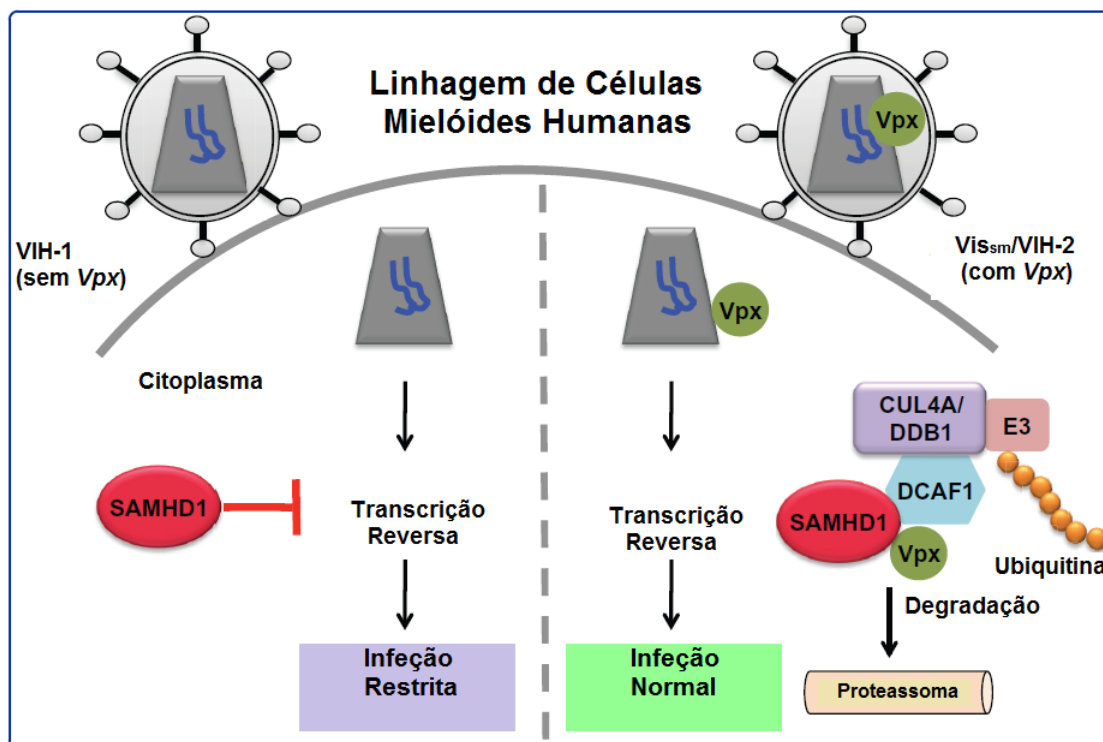 Linhagem de Células
Mielóides Humanas
Vpx
VIH-1
(sem Vpx)
Vissm/VIH-2
(com Vpx)
Vpx
Citoplasma
SAMHD1
Transcrição
Reversa
Infeção
Restrita
Transcrição
Reversa
Infeção
Normal
CUL4A/
DDB1
E3
DCAF1
SAMHD1
Vpx
Ubiquitina
Degradação
Proteassoma